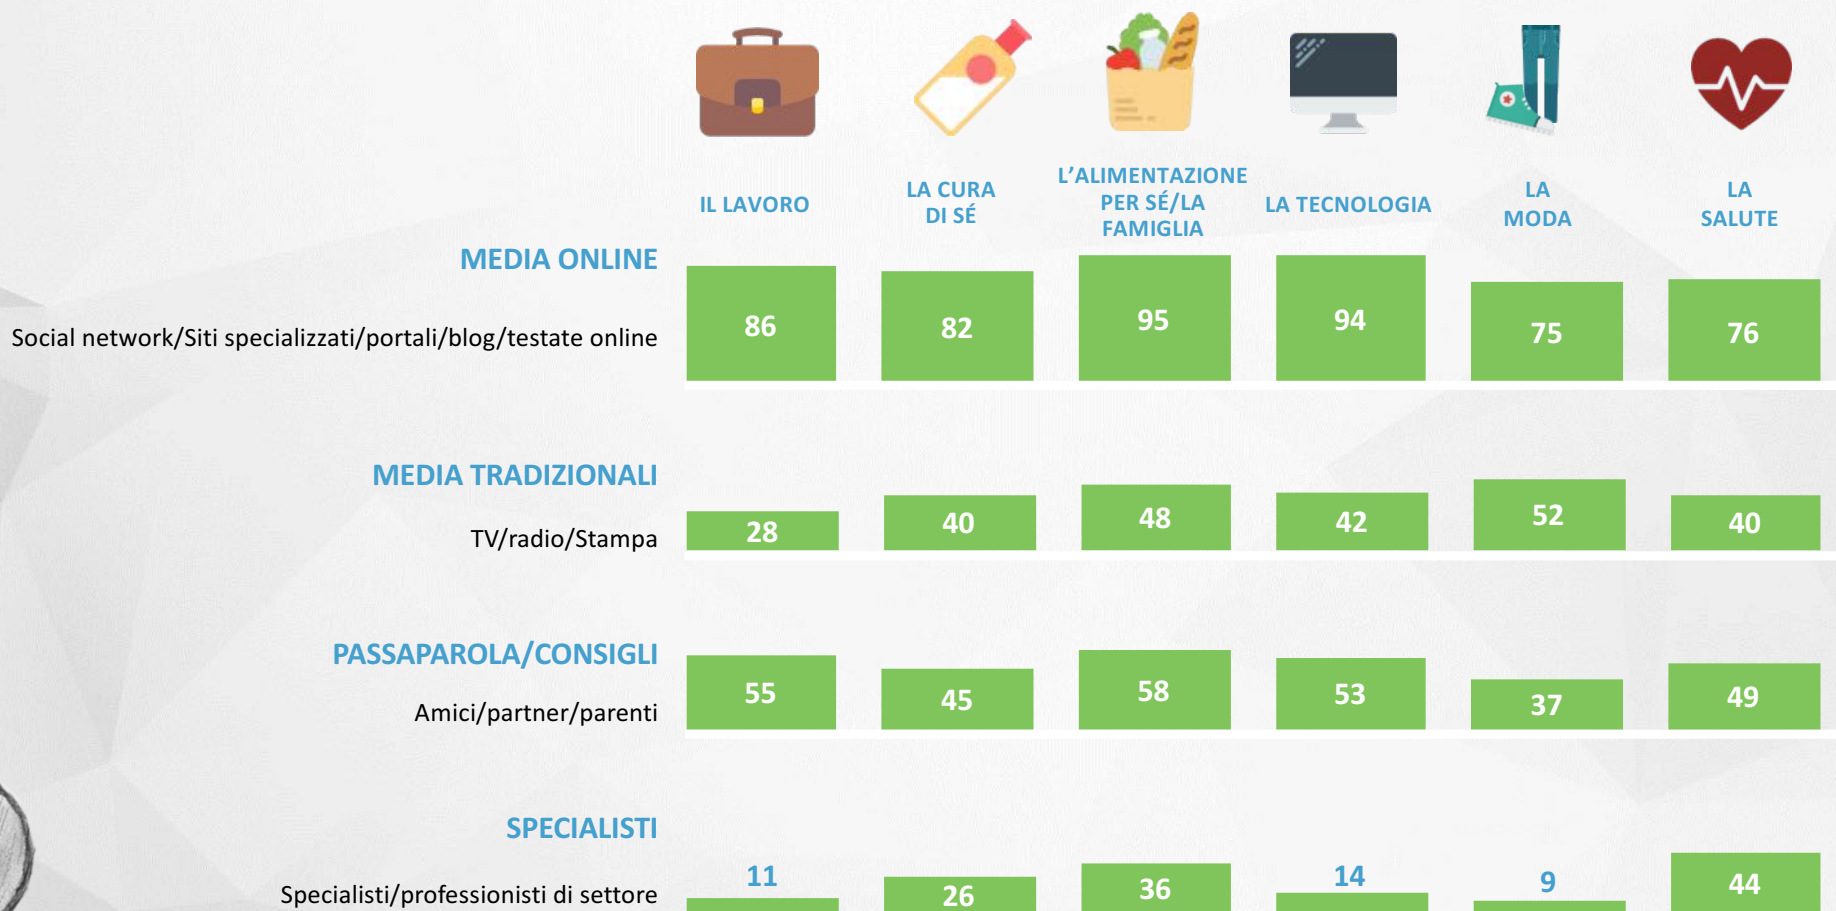 IL LAVORO
LA CURA
DI SÉ
L’ALIMENTAZIONE
PER SÉ/LA
FAMIGLIA
LA TECNOLOGIA
LA
MODA
LA
SALUTE
MEDIA ONLINE
Social network/Siti specializzati/portali/blog/testate online
86 82 95 94 75 76
MEDIA TRADIZIONALI
TV/radio/Stampa
28 40 48 42 52 40
PASSAPAROLA/CONSIGLI
Amici/partner/parenti
55 45 58 53 37 49
SPECIALISTI
Specialisti/professionisti di settore
11 26 36 14 9 44